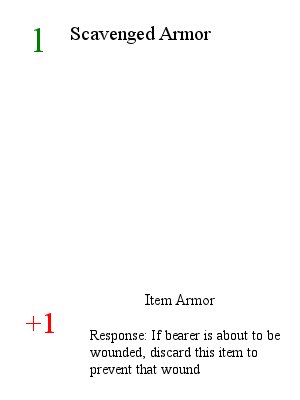 1 Scavenged Armor
Item Armor
+1
Response: If bearer is about to be
wounded, discard this item to
prevent that wound